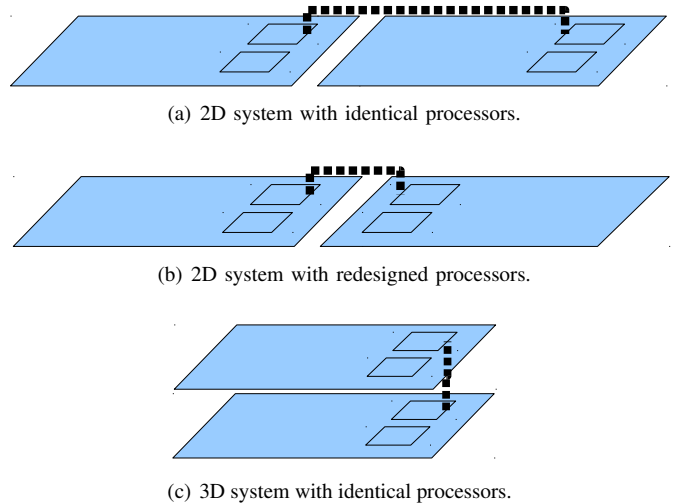 (a) 2D system with identical processors.
(b) 2D system with redesigned processors.
(c) 3D system with identical processors.